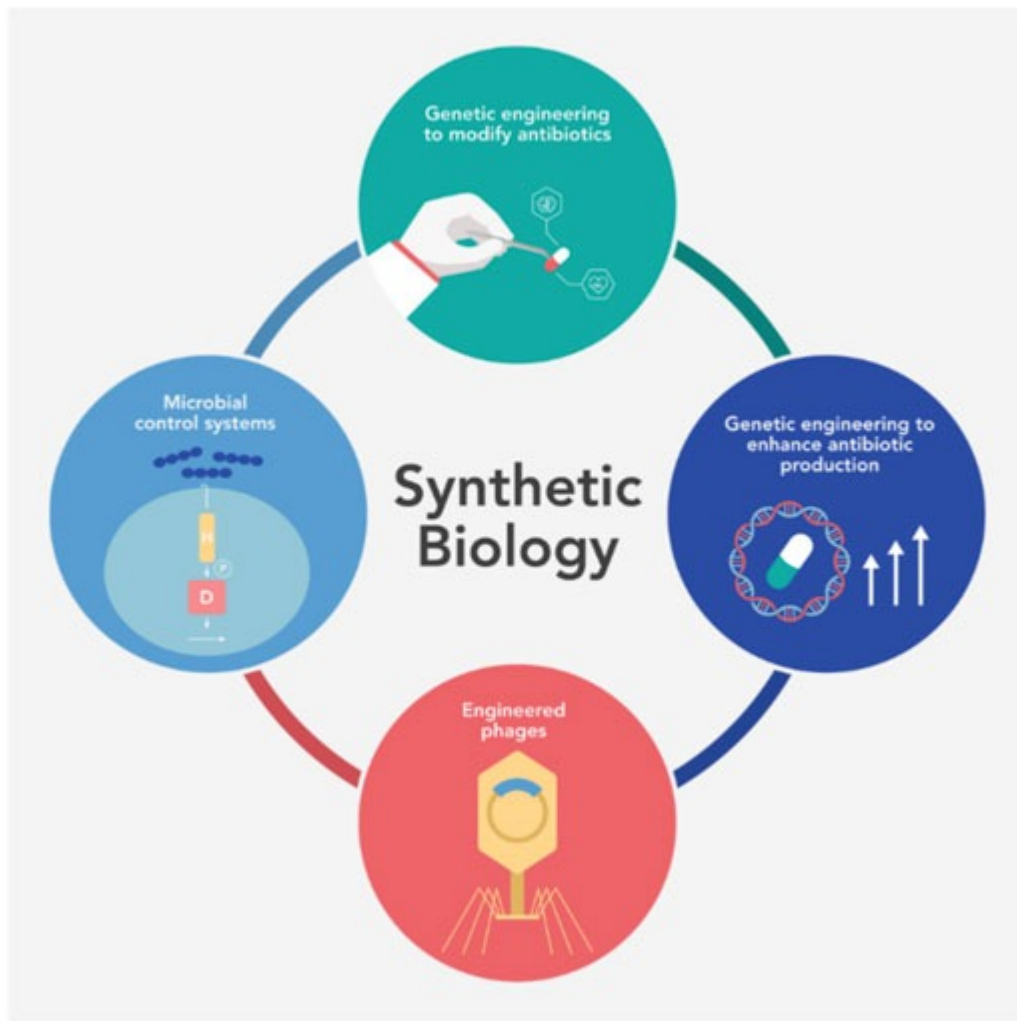 Genetic engineering
to modify antibiotics
Microbial
control systems
H
P
D
Synthetic
Biology
Genetic engineering to
enhance antibiotic
production
Engineered
phages